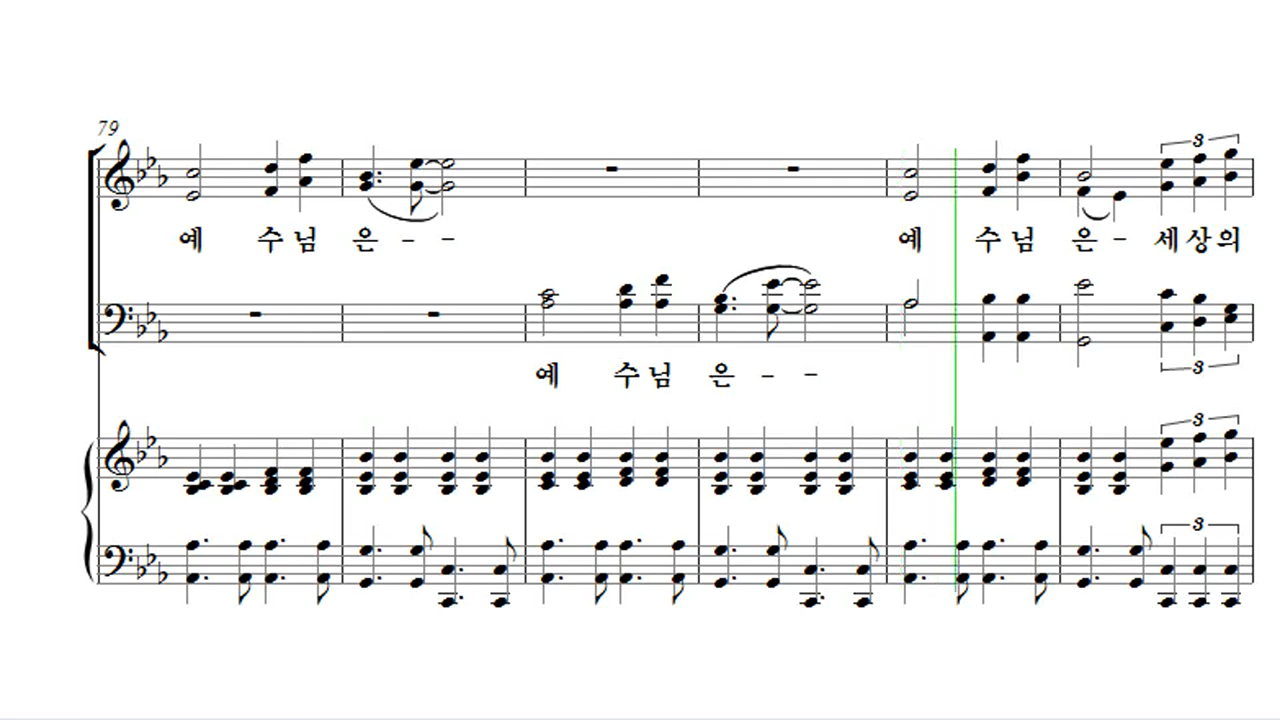 79
3
예 수 님 은 - - 예 수 님 은 - 세 상 의
3
예 수 님 은 - -
3
3